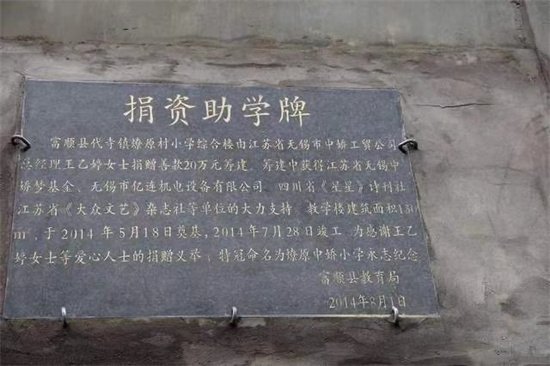 捐资助学牌
富顺县代寺镇燎原村小学综合楼由江苏省无锡市中娇工贸公司
总经理王乙婷女士捐赠善款20万元筹建，筹建中获得江苏省无锡市中
娇梦基金、无锡市亿连机电设备有限公司、四川省《星星》诗刊社
江苏省《大众文艺》杂志社等单位的大力支持。教学楼建筑面积130
m²，于2014年5月18日奠基，2014年7月28日竣工，为感谢王乙
婷女士等爱心人士的捐赠义举，特冠命名为燎原中娇小学永志纪念
富顺县教育局
2014年8月1日